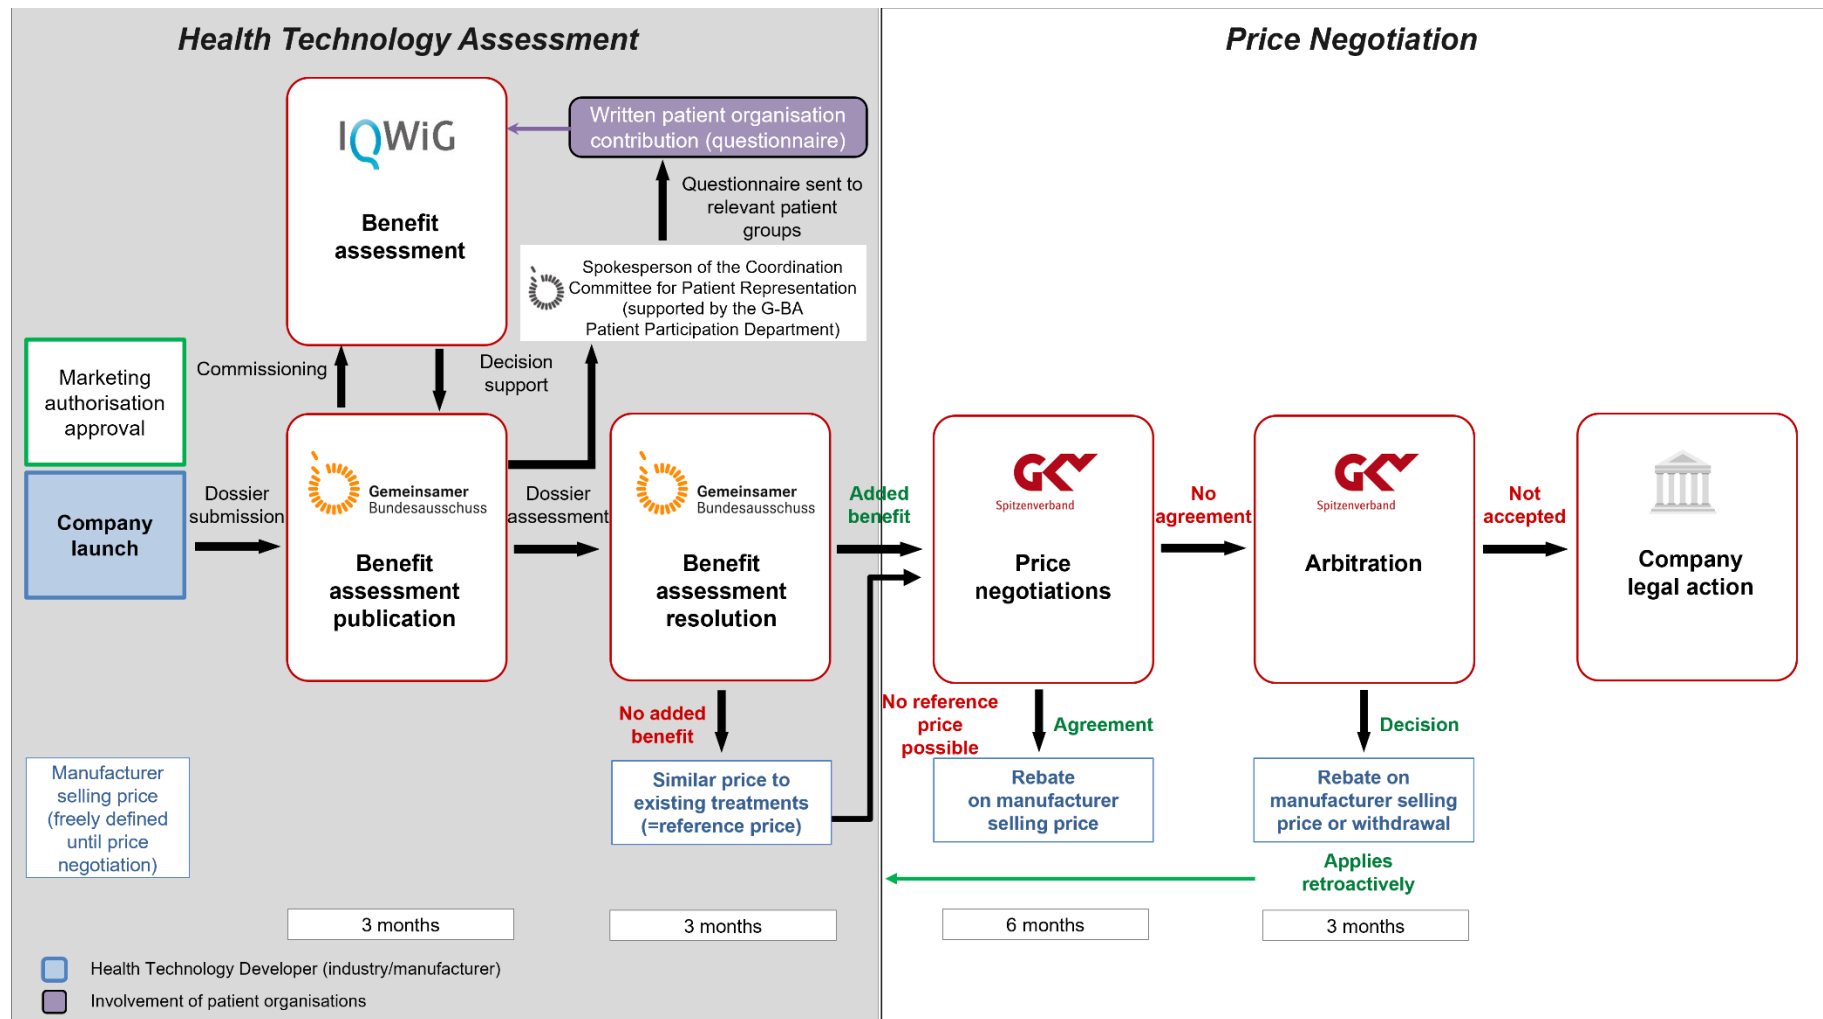 Health Technology Assessment
Price Negotiation
IQWiG
Benefit
assessment
Written patient organisation
contribution (questionnaire)
Questionnaire sent to
relevant patient
groups
Spokesperson of the Coordination
Committee for Patient Representation
(supported by the G-BA
Patient Participation Department)
Marketing
authorisation
approval
Commissioning
Decision
support
Company
launch
Dossier
submission
Gemeinsamer
Bundesausschuss
Benefit
assessment
publication
Dossier
assessment
Gemeinsamer
Bundesausschuss
Benefit
assessment
resolution
Added
benefit
GKV
Spitzenverband
Price
negotiations
No
agreement
GKV
Spitzenverband
Arbitration
Not
accepted
Company
legal action
No added
benefit
No reference
price
possible
Agreement
Decision
Manufacturer
selling price
(freely defined
until price
negotiation)
Similar price to
existing treatments
(=reference price)
Rebate
on manufacturer
selling price
Rebate on
manufacturer selling
price or withdrawal
Applies
retroactively
3 months
3 months
6 months
3 months
Health Technology Developer (industry/manufacturer)
Involvement of patient organisations